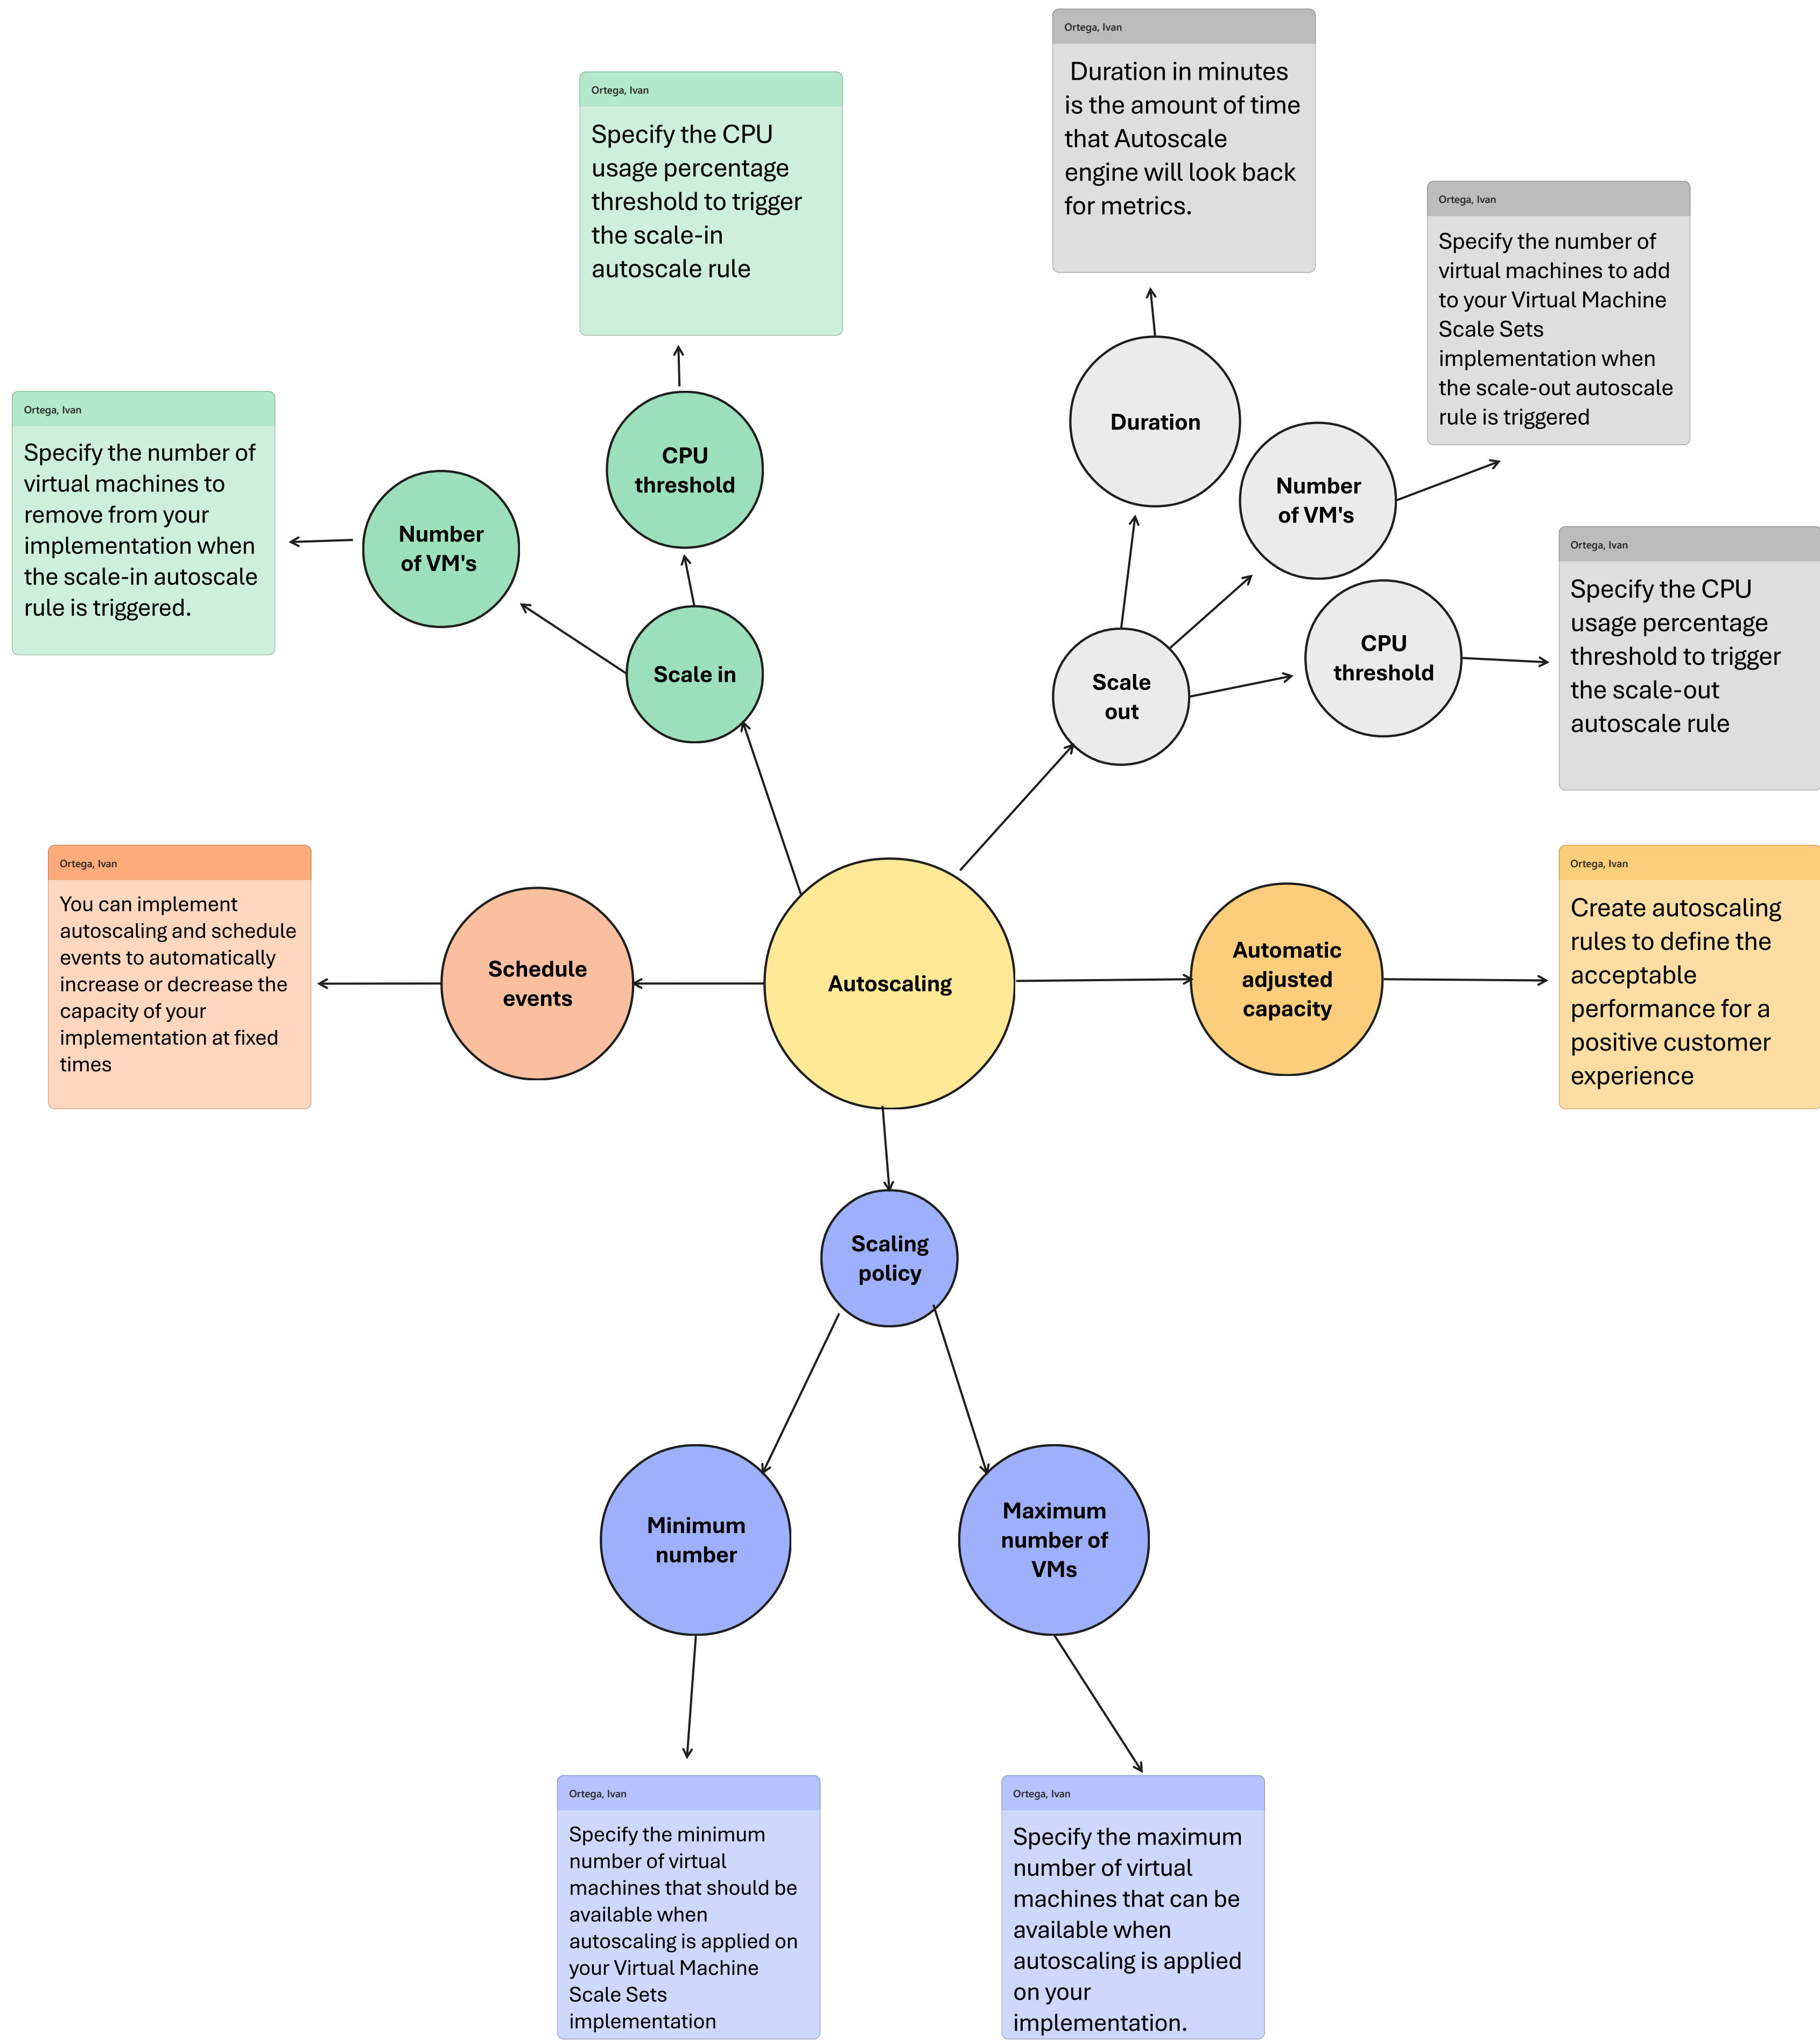 Ortega, Ivan
Duration in minutes
is the amount of time
that Autoscale
engine will look back
for metrics.
Ortega, Ivan
Specify the CPU
usage percentage
threshold to trigger
the scale-in
autoscale rule
Ortega, Ivan
Specify the number of
virtual machines to add
to your Virtual Machine
Scale Sets
implementation when
the scale-out autoscale
rule is triggered
Ortega, Ivan
Specify the number of
virtual machines to
remove from your
implementation when
the scale-in autoscale
rule is triggered.
Duration
CPU
threshold
Number
of VM's
Number
of VM's
Ortega, Ivan
Specify the CPU
usage percentage
threshold to trigger
the scale-out
autoscale rule
CPU
threshold
Scale in
Scale
out
Ortega, Ivan
You can implement
autoscaling and schedule
events to automatically
increase or decrease the
capacity of your
implementation at fixed
times
Schedule
events
Autoscaling
Automatic
adjusted
capacity
Ortega, Ivan
Create autoscaling
rules to define the
acceptable
performance for a
positive customer
experience
Scaling
policy
Minimum
number
Maximum
number of
VMs
Ortega, Ivan
Specify the minimum
number of virtual
machines that should be
available when
autoscaling is applied on
your Virtual Machine
Scale Sets
implementation
Ortega, Ivan
Specify the maximum
number of virtual
machines that can be
available when
autoscaling is applied
on your
implementation.